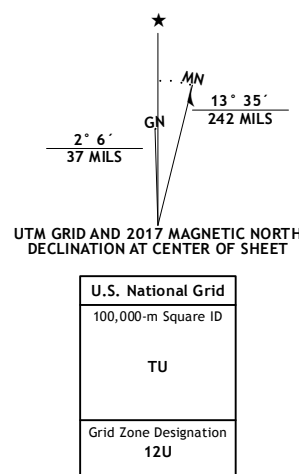 MN
GN
13° 35´
242 MILS
2° 6´
37 MILS
UTM GRID AND 2017 MAGNETIC NORTH
DECLINATION AT CENTER OF SHEET
U.S. National Grid
100,000-m Square ID
TU
Grid Zone Designation
12U